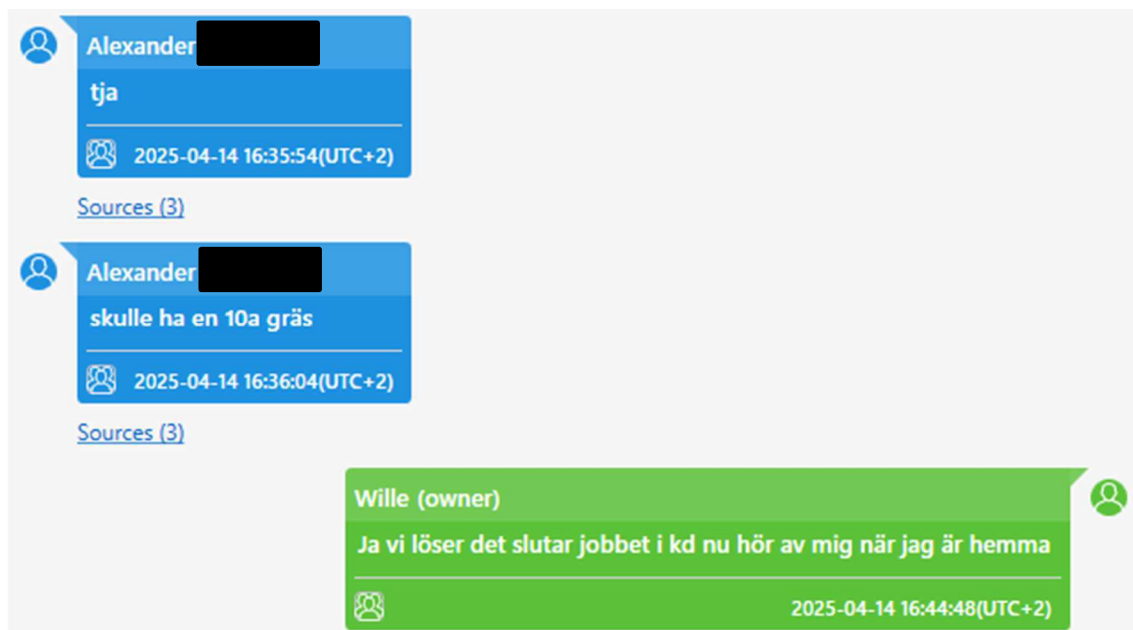 Alexander
tja
2025-04-14 16:35:54(UTC+2)
Sources (3)
Alexander
skulle ha en 10a gräs
2025-04-14 16:36:04(UTC+2)
Sources (3)
Wille (owner)
Ja vi löser det slutar jobbet i kd nu hör av mig när jag är hemma
2025-04-14 16:44:48(UTC+2)